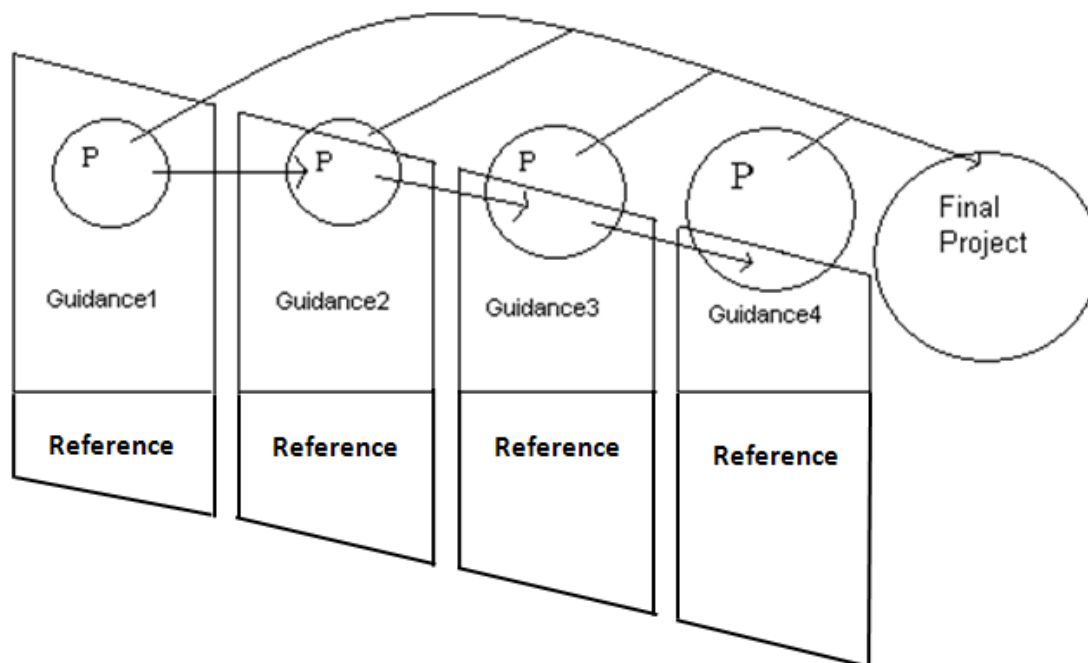 P
P
P
P
Final
Project
Guidance1
Guidance2
Guidance3
Guidance4
Reference
Reference
Reference
Reference